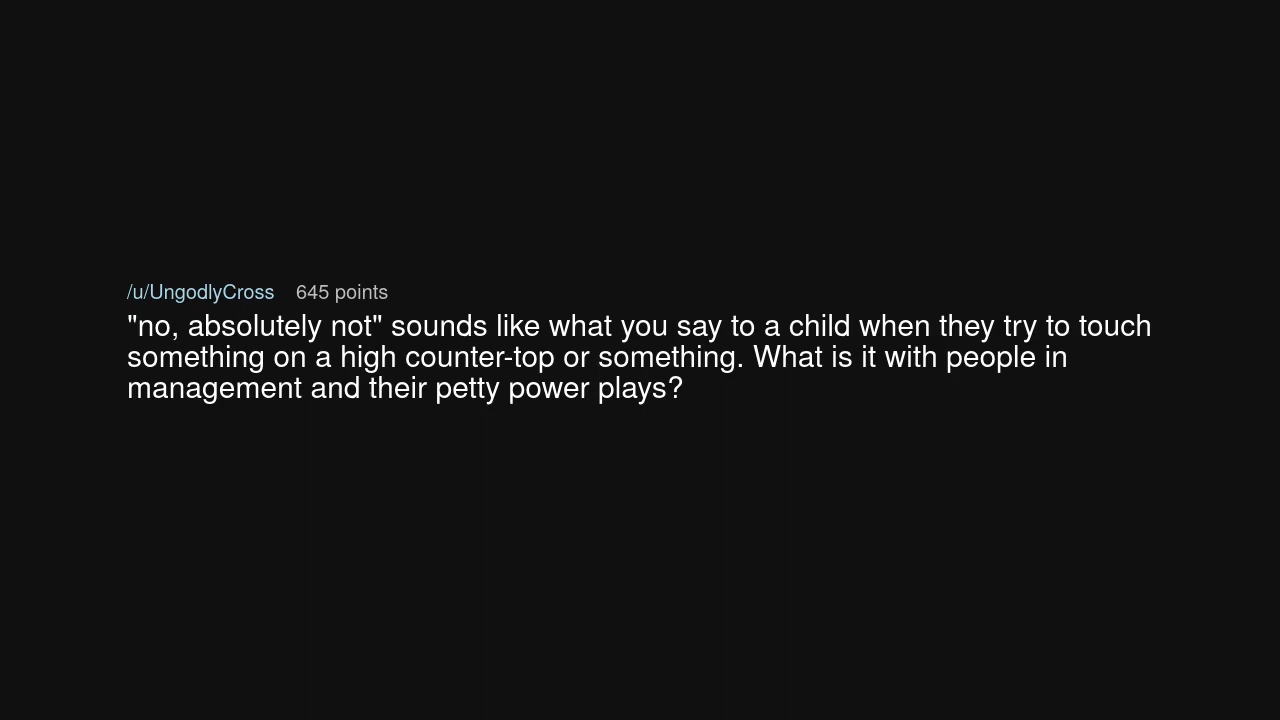 /u/UngodlyCross 645 points
"no, absolutely not" sounds like what you say to a child when they try to touch
something on a high counter-top or something. What is it with people in
management and their petty power plays?